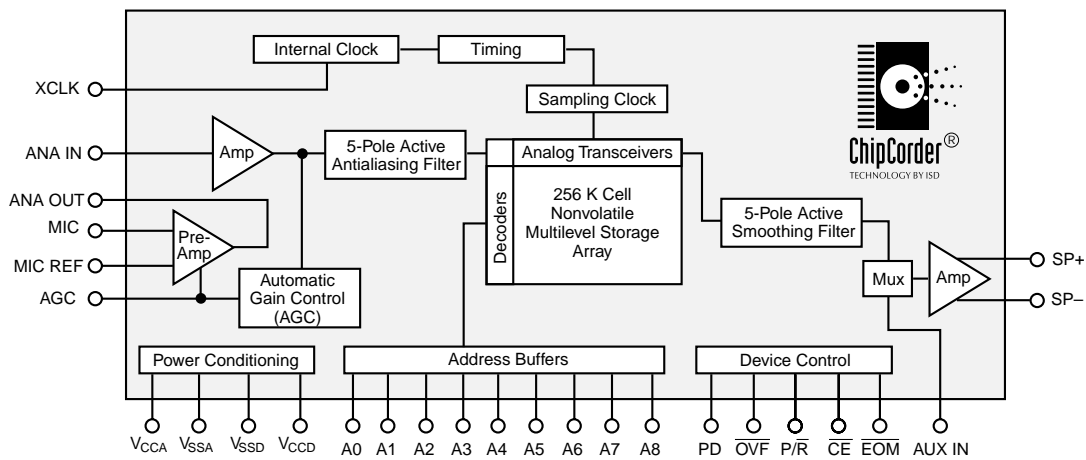 Internal Clock
Timing
XCLK
Sampling Clock
ChipCorder®
TECHNOLOGY BY ISD
ANA IN
Amp
5-Pole Active
Antialiasing Filter
Analog Transceivers
Decoders
256 K Cell
Nonvolatile
Multilevel Storage
Array
5-Pole Active
Smoothing Filter
ANA OUT
MIC
Pre-
Amp
MIC REF
AGC
Automatic
Gain Control
(AGC)
Mux
Amp
SP+
SP–
Power Conditioning
Address Buffers
Device Control
VCCA VSSA VSSD VCCD A0 A1 A2 A3 A4 A5 A6 A7 A8 PD O̅V̅F̅ P/R̅ C̅E̅ E̅O̅M̅ AUX IN